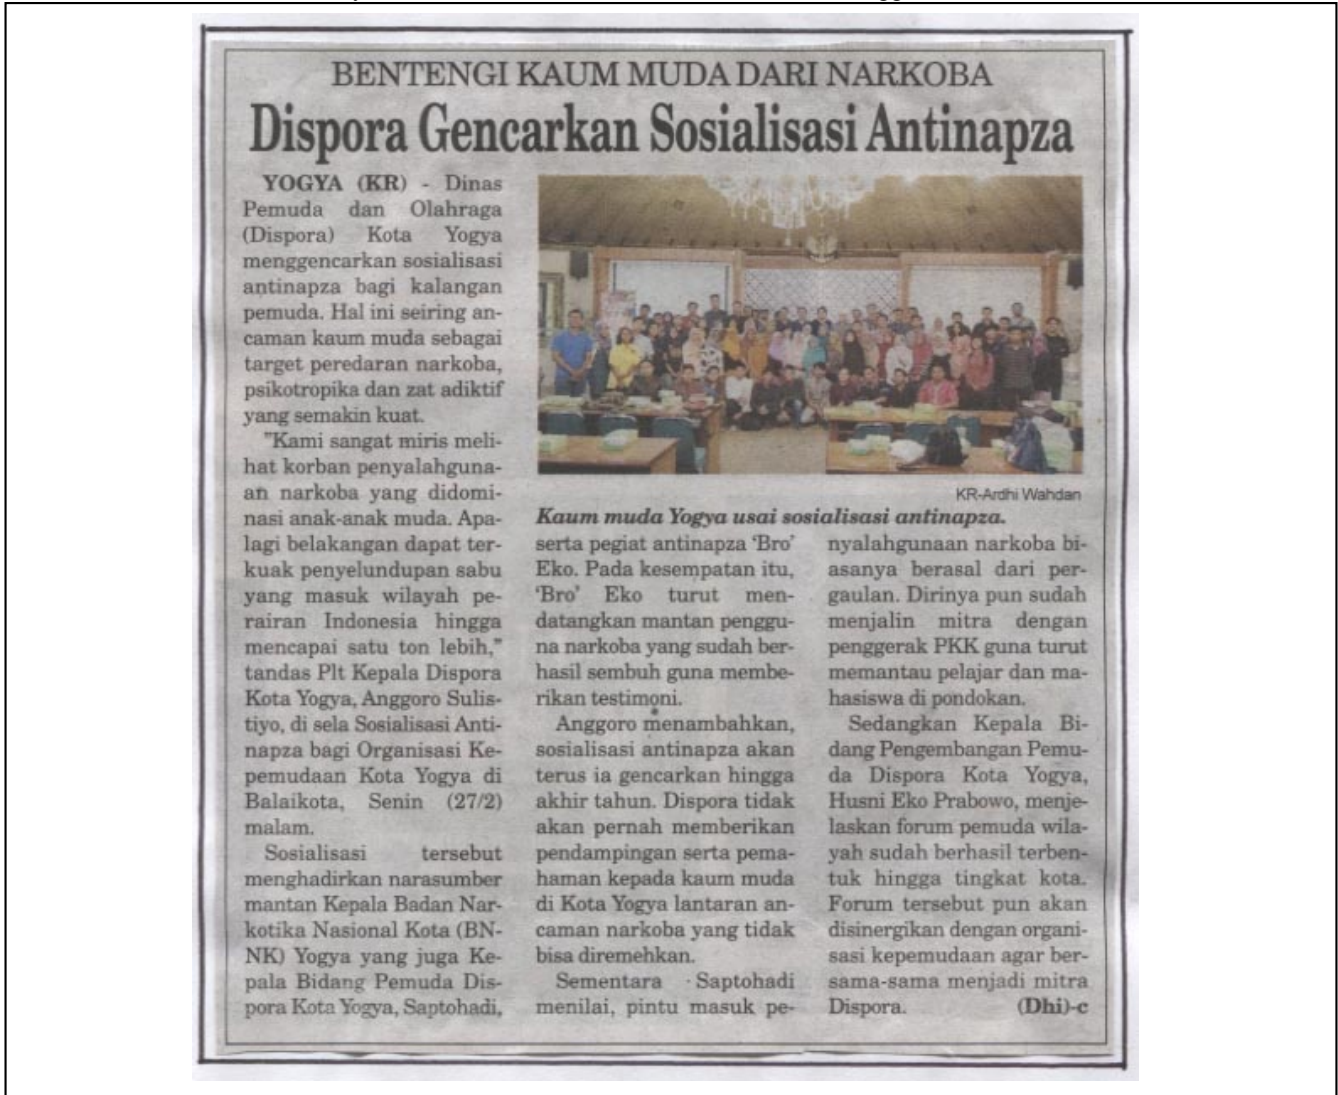 BENTENGI KAUM MUDA DARI NARKOBA
Dispora Gencarkan Sosialisasi Antinapza
YOGYA (KR) - Dinas
Pemuda dan Olahraga
(Dispora) Kota Yogya
menggencarkan sosialisasi
antinapza bagi kalangan
pemuda. Hal ini seiring an-
caman kaum muda sebagai
target peredaran narkoba,
psikotropika dan zat adiktif
yang semakin kuat.
"Kami sangat miris meli-
hat korban penyalahguna-
an narkoba yang didomi-
nasi anak-anak muda. Apa-
lagi belakangan dapat ter-
kuak penyelundupan sabu
yang masuk wilayah pe-
rairan Indonesia hingga
mencapai satu ton lebih,"
tandas Plt Kepala Dispora
Kota Yogya, Anggoro Sulis-
tiyo, di sela Sosialisasi Anti-
napza bagi Organisasi Ke-
pemudaan Kota Yogya di
Balaikota, Senin (27/2)
malam.
Sosialisasi tersebut
menghadirkan narasumber
mantan Kepala Badan Nar-
kotika Nasional Kota (BN-
NK) Yogya yang juga Ke-
pala Bidang Pemuda Dis-
pora Kota Yogya, Saptohadi,
KR-Ardhi Wahdan
Kaum muda Yogya usai sosialisasi antinapza.
serta pegiat antinapza 'Bro'
Eko. Pada kesempatan itu,
'Bro' Eko turut men-
datangkan mantan penggu-
na narkoba yang sudah ber-
hasil sembuh guna membe-
rikan testimoni.
Anggoro menambahkan,
sosialisasi antinapza akan
terus ia gencarkan hingga
akhir tahun. Dispora tidak
akan pernah memberikan
pendampingan serta pema-
haman kepada kaum muda
di Kota Yogya lantaran an-
caman narkoba yang tidak
bisa diremehkan.
Sementara Saptohadi
menilai, pintu masuk pe-
nyalahgunaan narkoba bi-
asanya berasal dari per-
gaulan. Dirinya pun sudah
menjalin mitra dengan
penggerak PKK guna turut
memantau pelajar dan ma-
hasiswa di pondokan.
Sedangkan Kepala Bi-
dang Pengembangan Pemu-
da Dispora Kota Yogya,
Husni Eko Prabowo, menje-
laskan forum pemuda wila-
yah sudah berhasil terben-
tuk hingga tingkat kota.
Forum tersebut pun akan
disinergikan dengan organi-
sasi kepemudaan agar ber-
sama-sama menjadi mitra
Dispora. (Dhi)-c